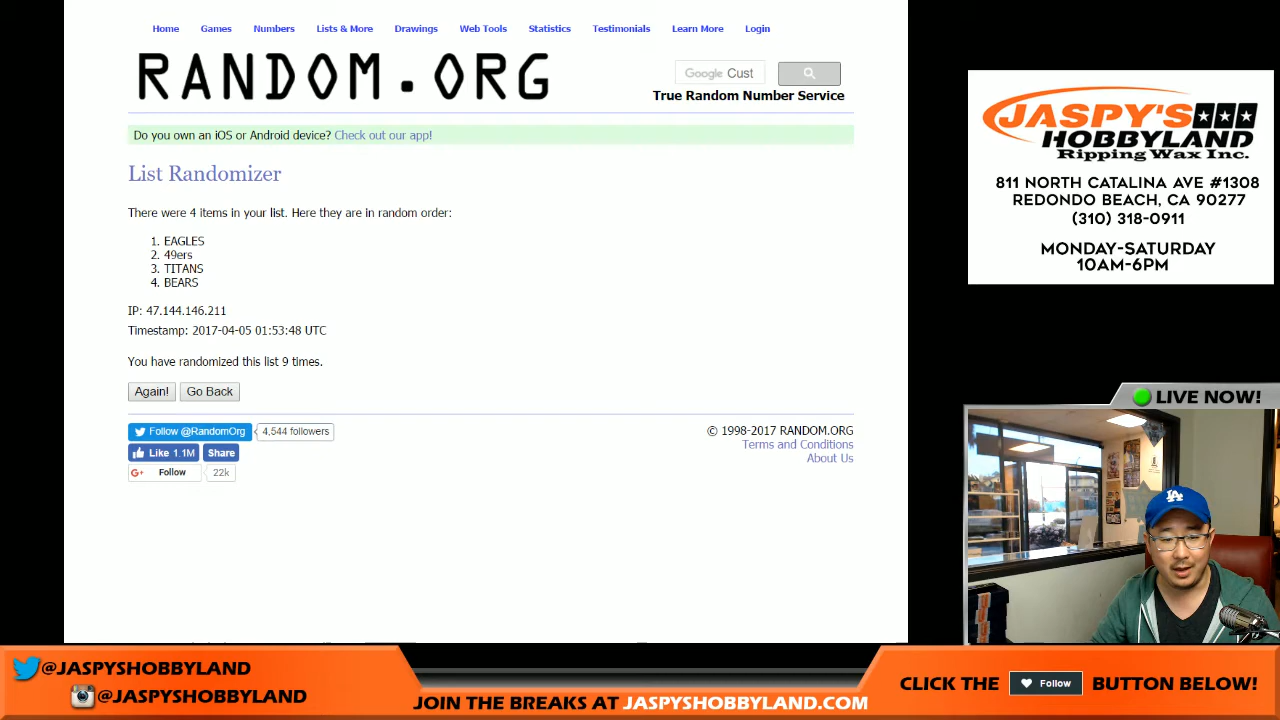 Home Games Numbers Lists & More Drawings Web Tools Statistics Testimonials Learn More Login
RANDOM.ORG
Google Cust
True Random Number Service
Do you own an iOS or Android device? Check out our app!
List Randomizer
There were 4 items in your list. Here they are in random order:
1. EAGLES
2. 49ers
3. TITANS
4. BEARS
IP: 47.144.146.211
Timestamp: 2017-04-05 01:53:48 UTC
You have randomized this list 9 times.
Again! Go Back
Follow @RandomOrg 4,544 followers
Like 1.1M Share
G+ Follow 22k
© 1998-2017 RANDOM.ORG
Terms and Conditions
About Us
JASPY'S
HOBBYLAND
Ripping Wax Inc.
811 NORTH CATALINA AVE #1308
REDONDO BEACH, CA 90277
(310) 318-0911
MONDAY-SATURDAY
10AM-6PM
LIVE NOW!
LA
@JASPYSHOBBYLAND
@JASPYSHOBBYLAND
JOIN THE BREAKS AT JASPYSHOBBYLAND.COM
CLICK THE Follow BUTTON BELOW!